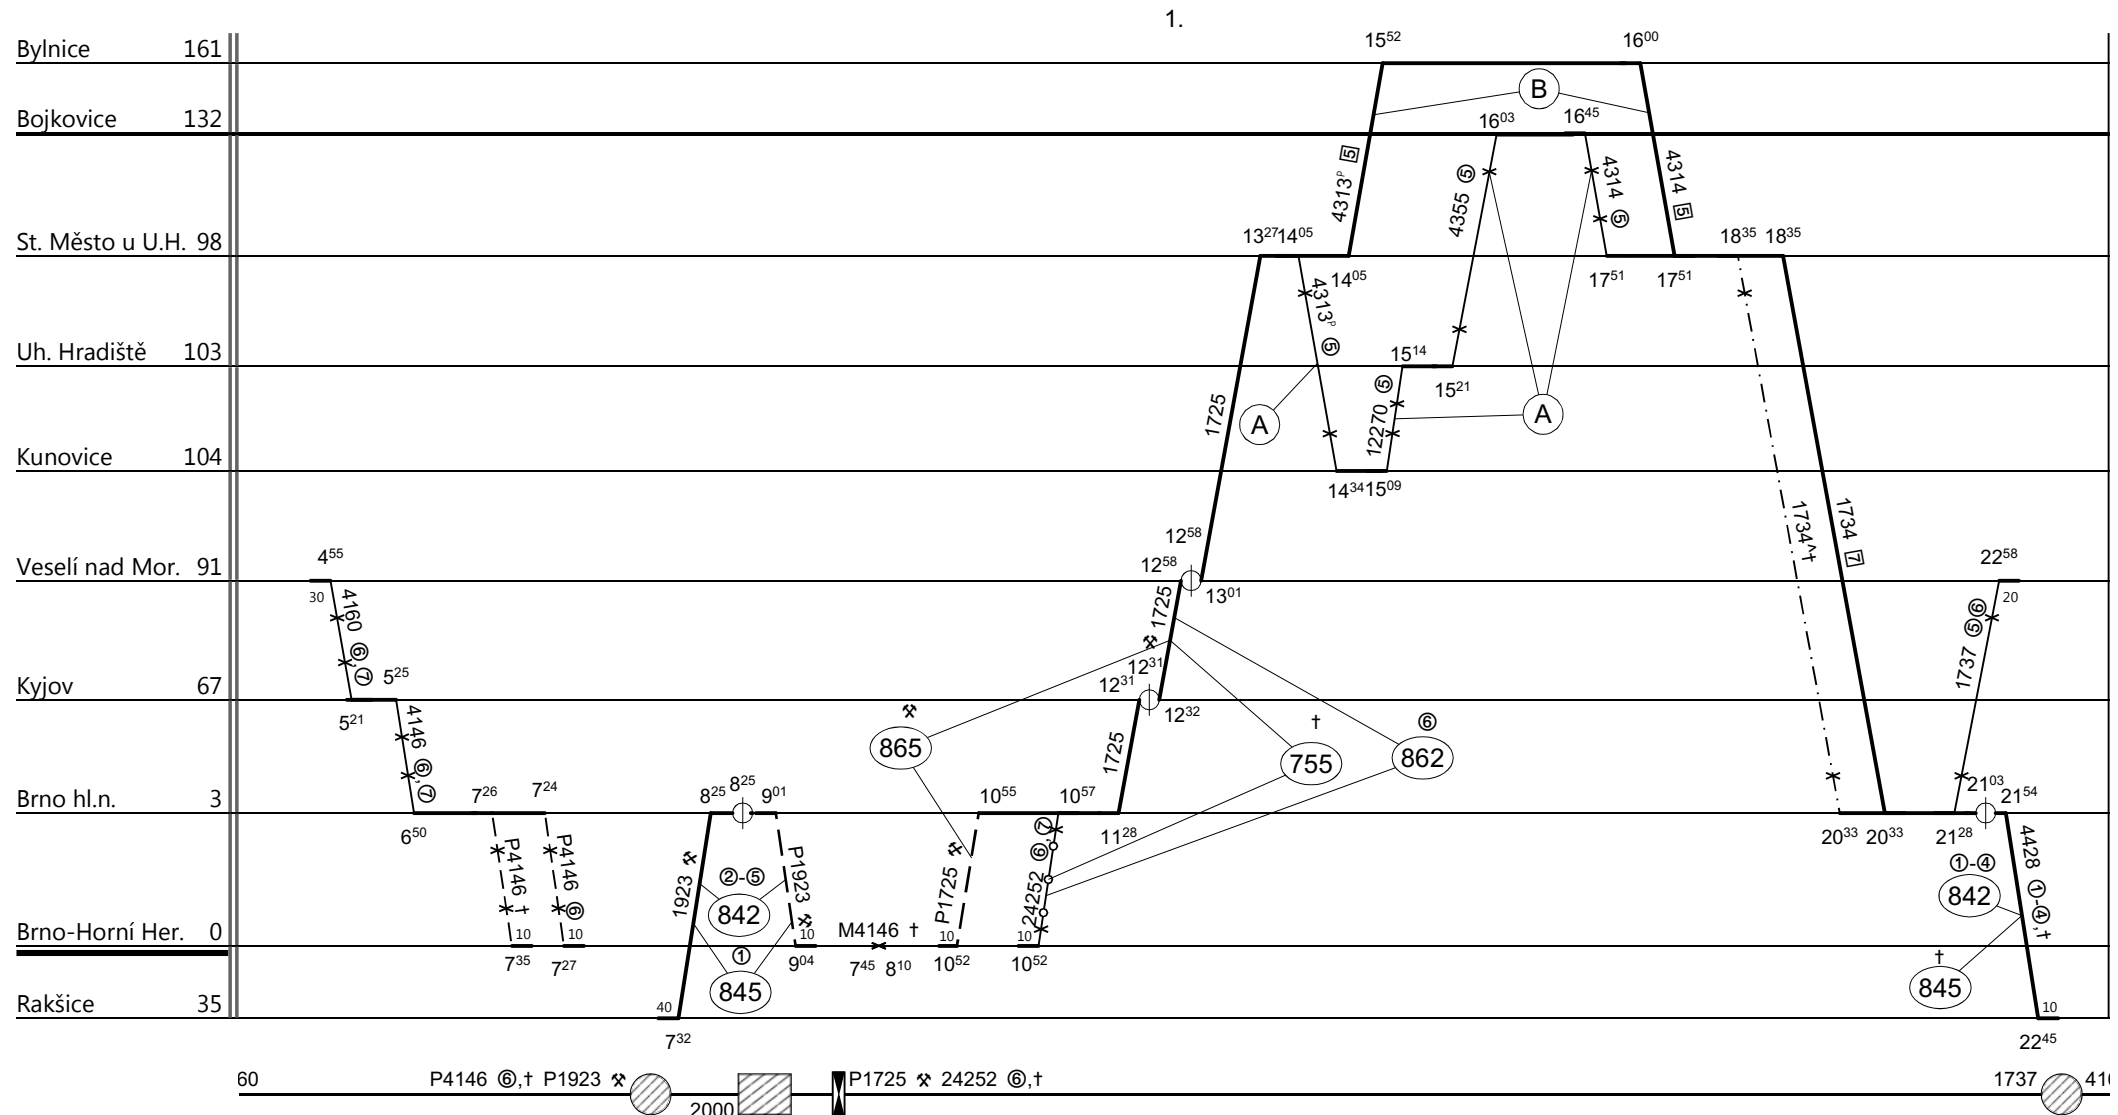 1.
Bylnice 161
15⁵² 16⁰⁰
B
Bojkovice 132
16⁰³ 16⁴⁵
4313ᴾ 5
4355 ⑤
4314 ⑤
4314 5
St. Město u U.H. 98
13²⁷ 14⁰⁵ 18³⁵ 18³⁵
14⁰⁵ 17⁵¹ 17⁵¹
4313ᴾ ⑤
Uh. Hradiště 103
15¹⁴
15²¹
1725
A
12270 ⑤
A
Kunovice 104
14³⁴ 15⁰⁹
1734^†
1734 7
Veselí nad Mor. 91
4⁵⁵ 12⁵⁸ 12⁵⁸ 22⁵⁸
30 13⁰¹ 20
4160 ⑥,⑦
1725 ⚒
1737 ⑤⑥
Kyjov 67
5²⁵ 12³¹ 12³¹
5²¹ 12³²
4146 ⑥,⑦
⚒
865
†
755
⑥
862
1725
Brno hl.n. 3
7²⁶ 7²⁴ 8²⁵ 8²⁵ 9⁰¹ 10⁵⁵ 10⁵⁷ 21⁰³ 21⁵⁴
6⁵⁰ 11²⁸ 20³³ 20³³ 21²⁸
P4146 †
P4146 ⑥
1923 ⚒
②-⑤
842
P1923 ⚒
P1725 ⚒
24252 ⑥,⑦
①-④
842
4428 ①-④,†
Brno-Horní Her. 0
10 10 10 M4146 † 10 10
7³⁵ 7²⁷ 9⁰⁴ 7⁴⁵ 8¹⁰ 10⁵² 10⁵²
①
845
†
845
Rakšice 35
40 10
7³² 22⁴⁵
60 P4146 ⑥,† P1923 ⚒ P1725 ⚒ 24252 ⑥,† 1737
2000